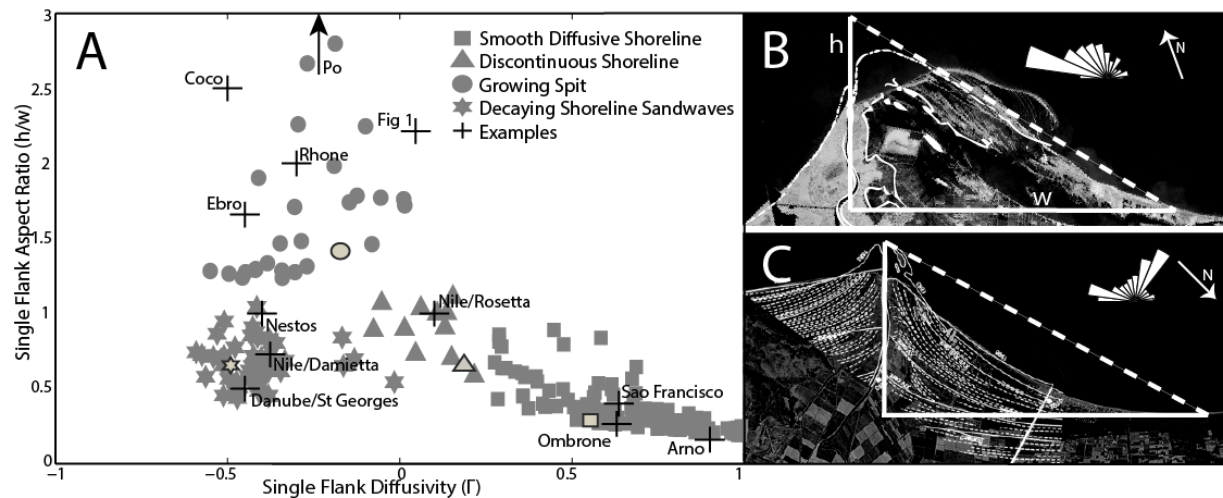 A
3
2.5
2
1.5
1
0.5
0
−1
−0.5
0
0.5
1
Single Flank Aspect Ratio (h/w)
Single Flank Diffusivity (Γ)
Smooth Diffusive Shoreline
Discontinuous Shoreline
Growing Spit
Decaying Shoreline Sandwaves
Examples
Po
Coco
Fig 1
Rhone
Ebro
Nile/Rosetta
Nestos
Nile/Damietta
Danube/St Georges
Sao Francisco
Ombrone
Arno
B
h
w
N
C
N